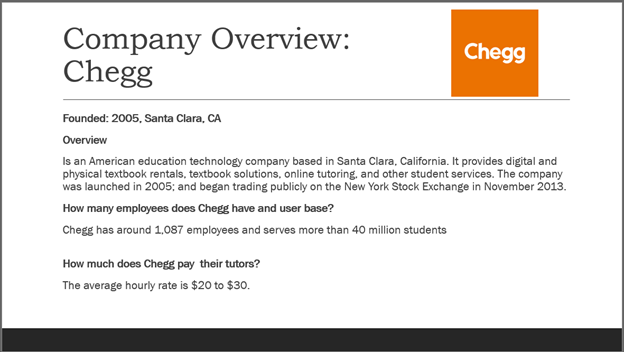 Company Overview:
Chegg
Chegg
Founded: 2005, Santa Clara, CA
Overview
Is an American education technology company based in Santa Clara, California. It provides digital and
physical textbook rentals, textbook solutions, online tutoring, and other student services. The company
was launched in 2005; and began trading publicly on the New York Stock Exchange in November 2013.
How many employees does Chegg have and user base?
Chegg has around 1,087 employees and serves more than 40 million students
How much does Chegg pay  their tutors?
The average hourly rate is $20 to $30.